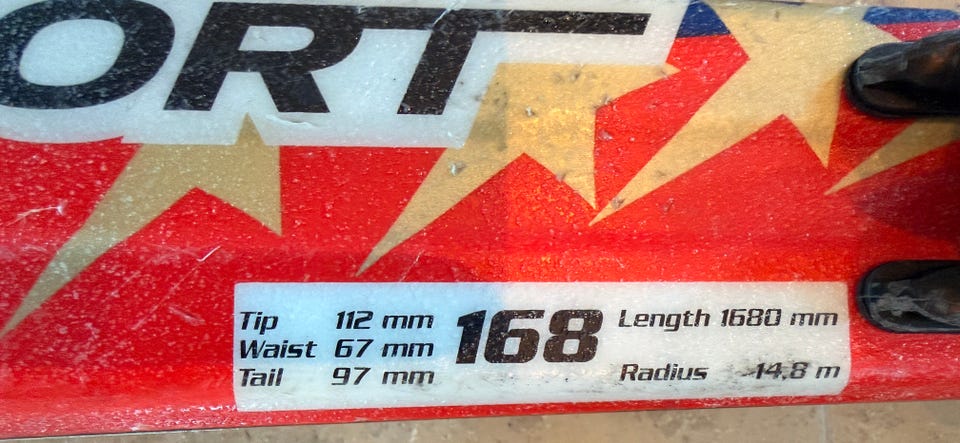 ORT
Tip 112 mm
Waist 67 mm
Tail 97 mm
168
Length 1680 mm
Radius 14,8 m